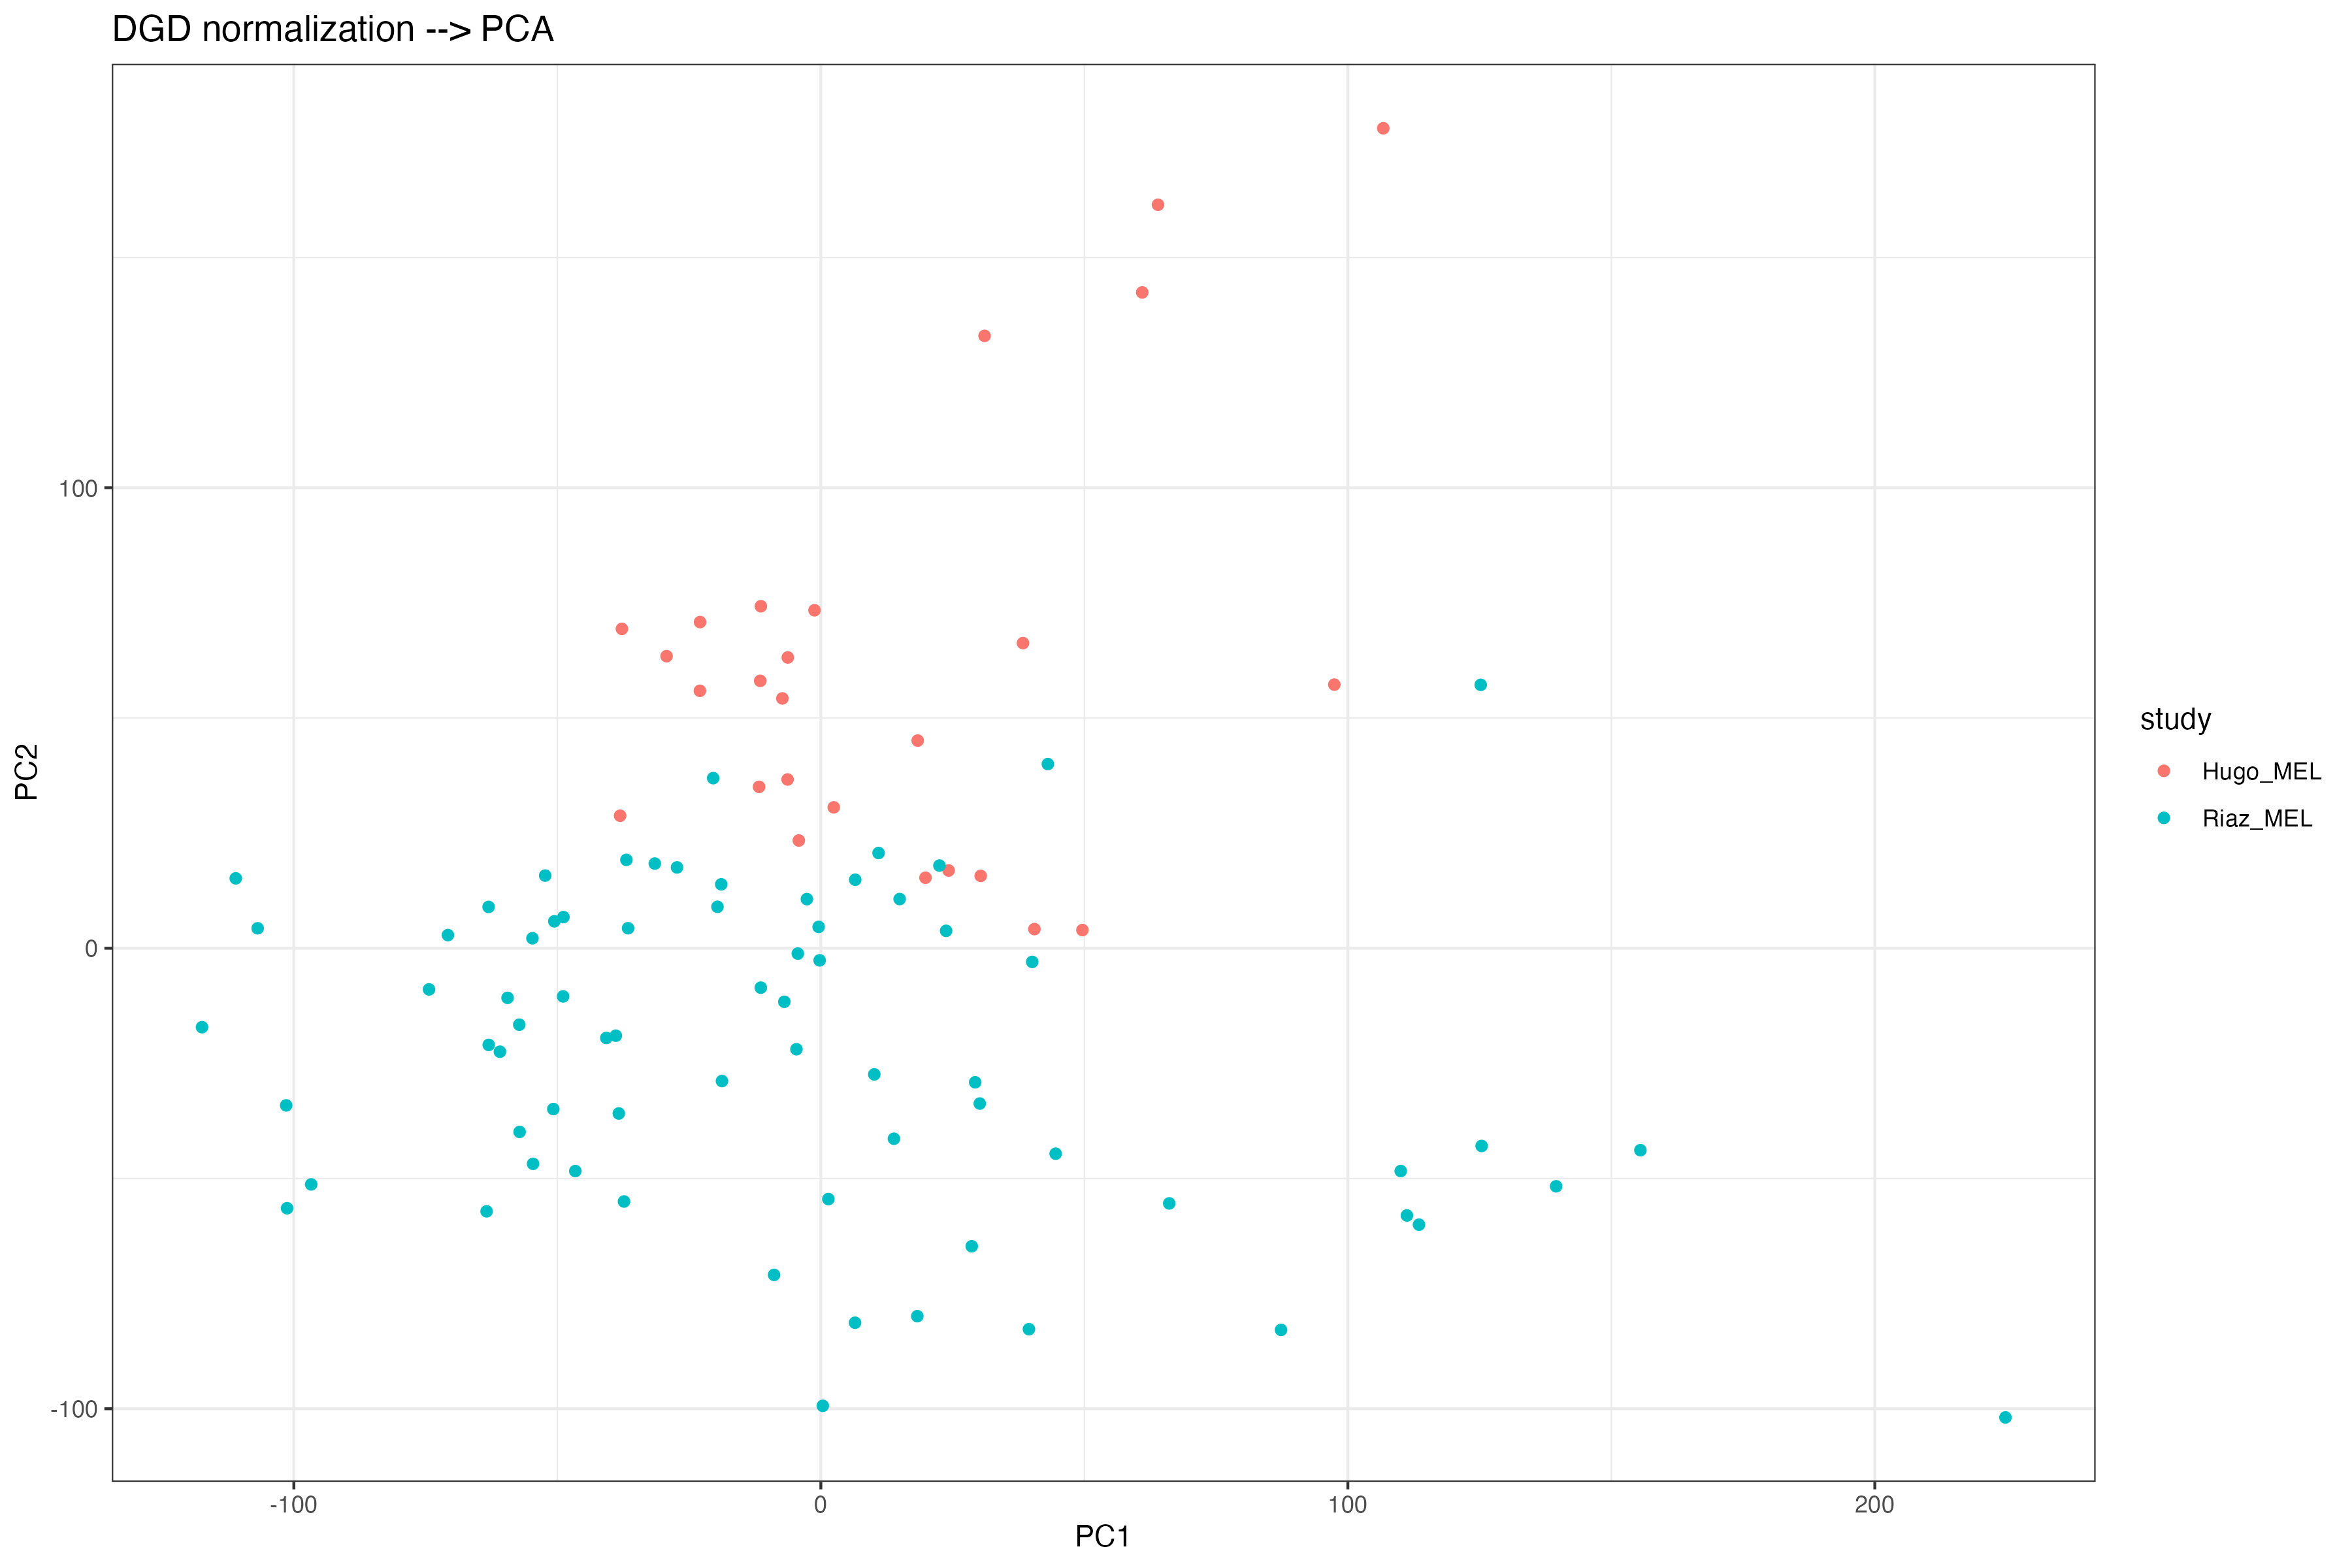 DGD normalization --> PCA
PC2
100
0
-100
-100
0
100
200
PC1
study
Hugo_MEL
Riaz_MEL